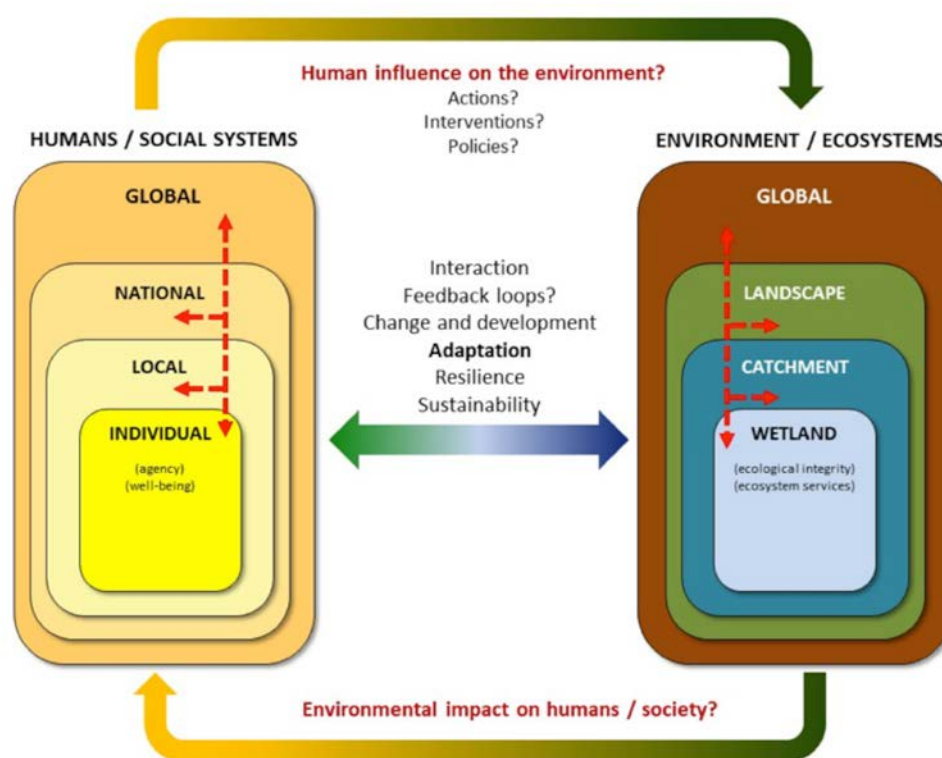 Human influence on the environment?
Actions?
Interventions?
Policies?
HUMANS / SOCIAL SYSTEMS
GLOBAL
NATIONAL
LOCAL
INDIVIDUAL
(agency)
(well-being)
Interaction
Feedback loops?
Change and development
Adaptation
Resilience
Sustainability
ENVIRONMENT / ECOSYSTEMS
GLOBAL
LANDSCAPE
CATCHMENT
WETLAND
(ecological integrity)
(ecosystem services)
Environmental impact on humans / society?